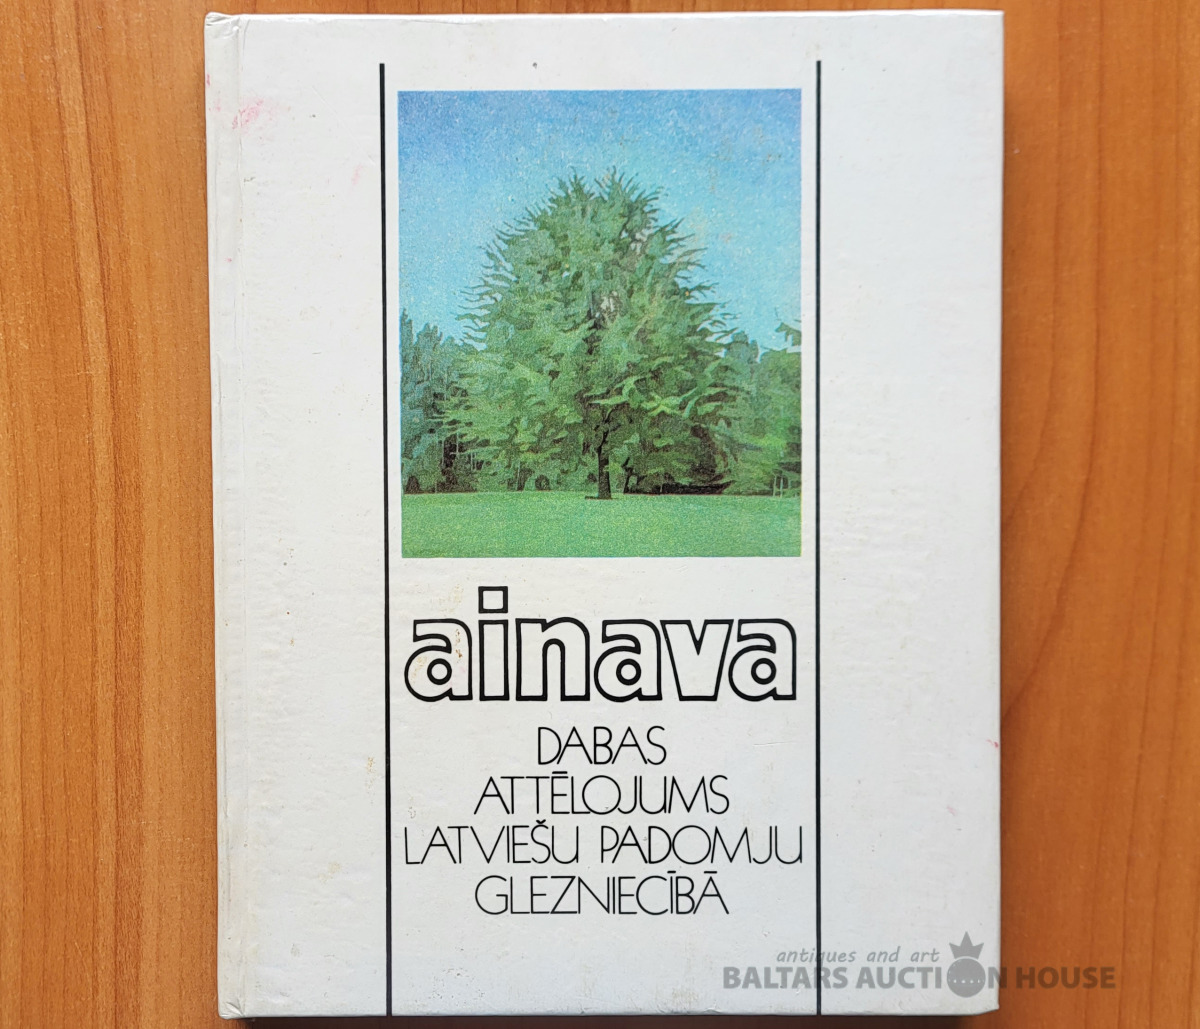 ainava
DABAS
ATTĒLOJUMS
LATVIEŠU PADOMJU
GLEZNIECĪBĀ
antiques and art
BALTARS AUCTION HOUSE